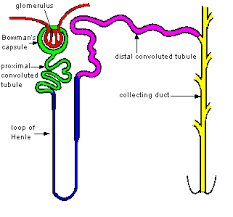 glomerulus
Bowman's
capsule
proximal
convoluted
tubule
loop of
Henle
distal convoluted tubule
collecting duct